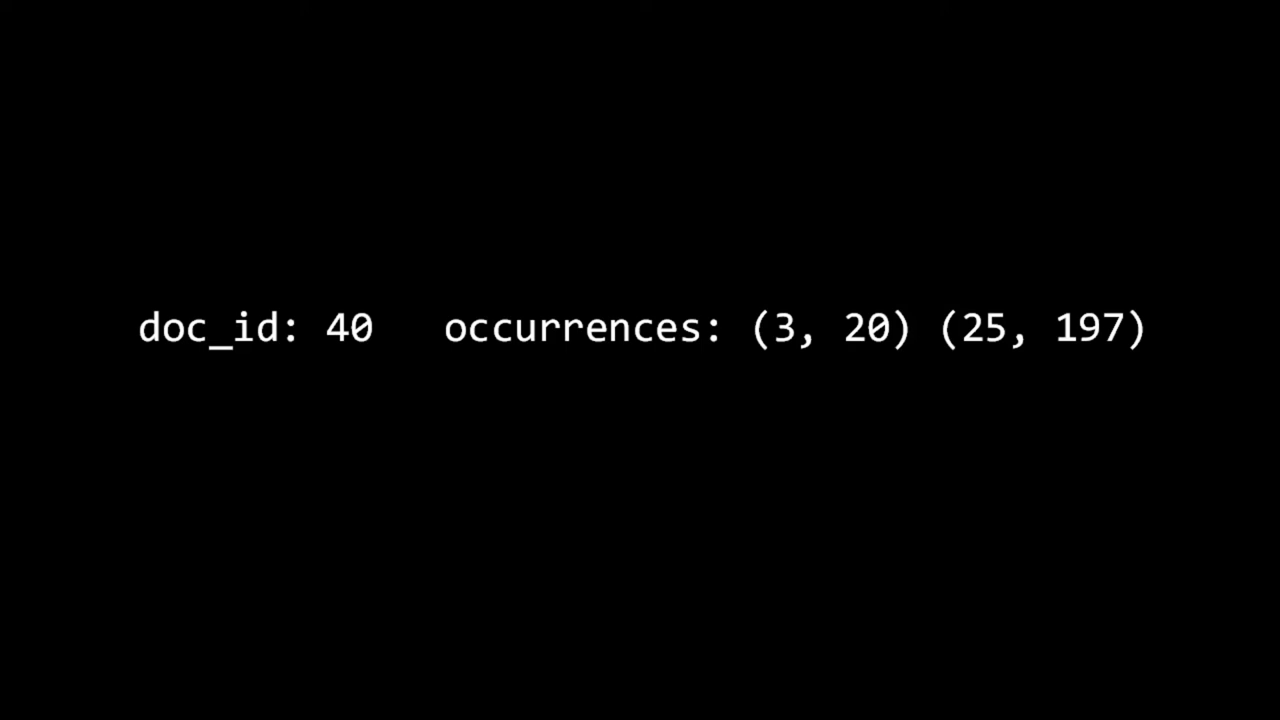 doc_id: 40   occurrences: (3, 20) (25, 197)